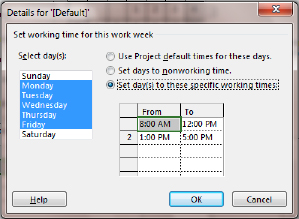 Details for '[Default]'
Set working time for this work week
Select day(s):
Sunday
Monday
Tuesday
Wednesday
Thursday
Friday
Saturday
Use Project default times for these days.
Set days to nonworking time.
Set day(s) to these specific working times:
From To
8:00 AM 12:00 PM
2 1:00 PM 5:00 PM
Help OK Cancel